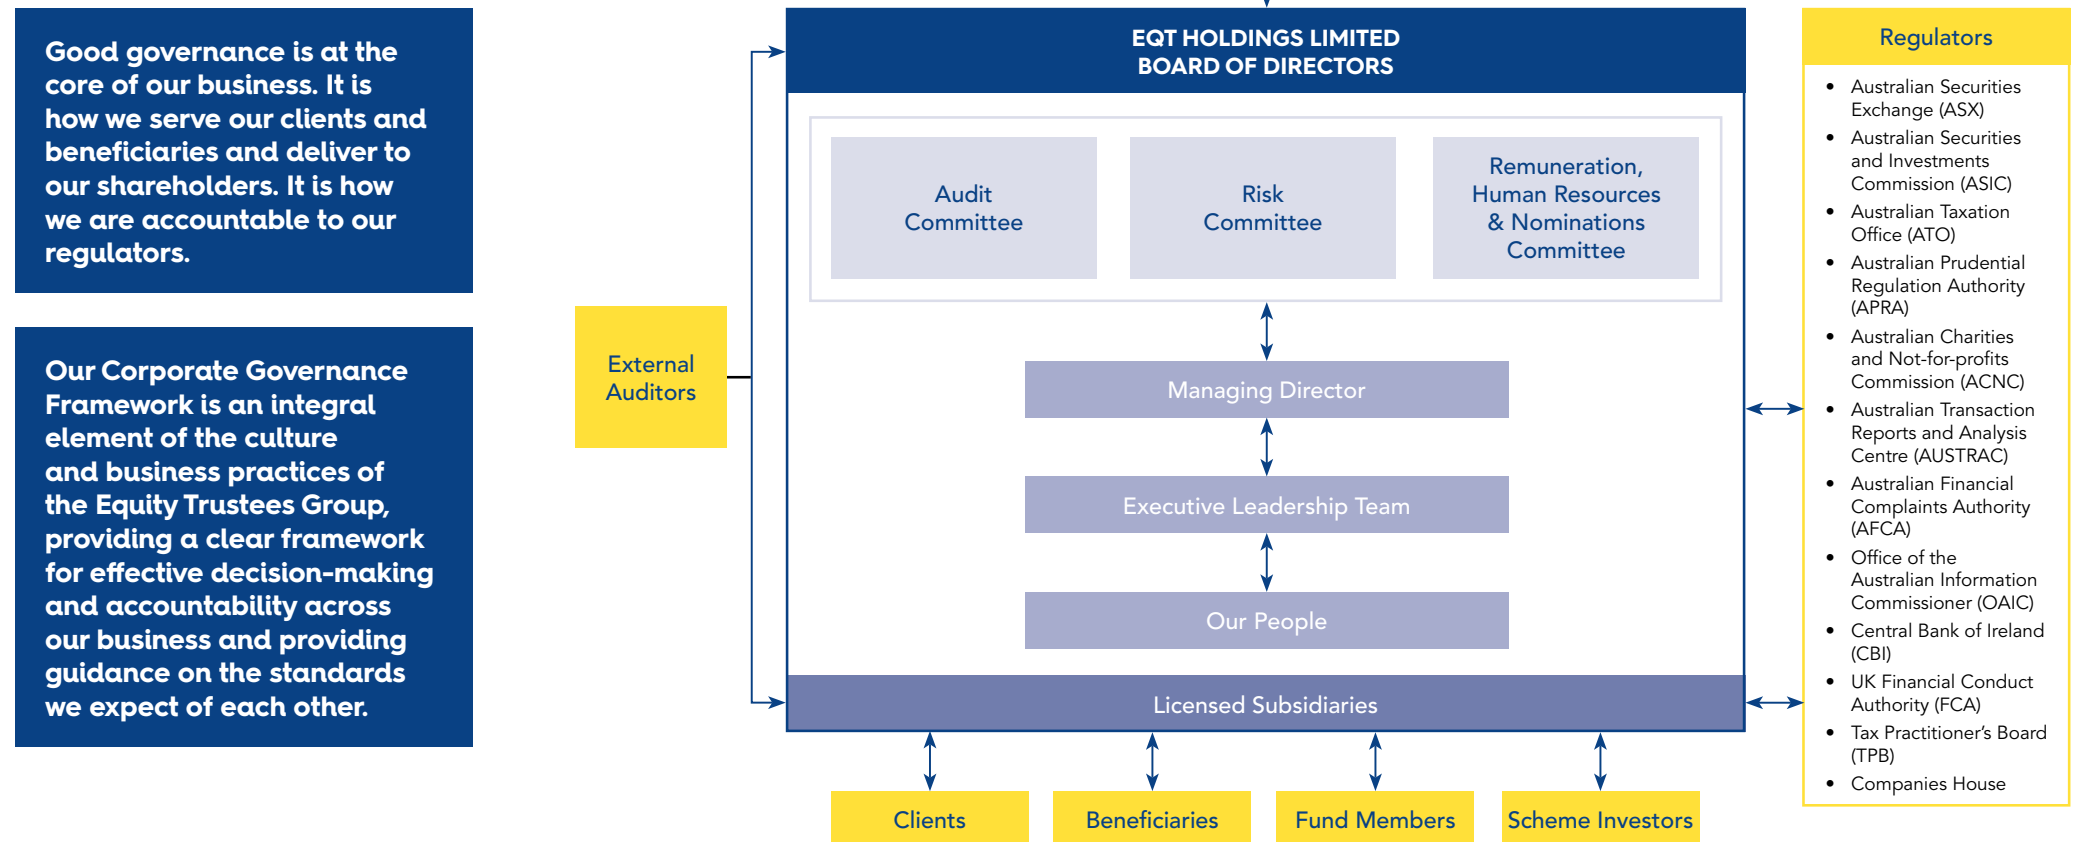 Good governance is at the
core of our business. It is
how we serve our clients and
beneficiaries and deliver to
our shareholders. It is how
we are accountable to our
regulators.
Our Corporate Governance
Framework is an integral
element of the culture
and business practices of
the Equity Trustees Group,
providing a clear framework
for effective decision-making
and accountability across
our business and providing
guidance on the standards
we expect of each other.
External
Auditors
EQT HOLDINGS LIMITED
BOARD OF DIRECTORS
Audit
Committee
Risk
Committee
Remuneration,
Human Resources
& Nominations
Committee
Managing Director
Executive Leadership Team
Our People
Licensed Subsidiaries
Clients
Beneficiaries
Fund Members
Scheme Investors
Regulators
• Australian Securities
Exchange (ASX)
• Australian Securities
and Investments
Commission (ASIC)
• Australian Taxation
Office (ATO)
• Australian Prudential
Regulation Authority
(APRA)
• Australian Charities
and Not-for-profits
Commission (ACNC)
• Australian Transaction
Reports and Analysis
Centre (AUSTRAC)
• Australian Financial
Complaints Authority
(AFCA)
• Office of the
Australian Information
Commissioner (OAIC)
• Central Bank of Ireland
(CBI)
• UK Financial Conduct
Authority (FCA)
• Tax Practitioner’s Board
(TPB)
• Companies House